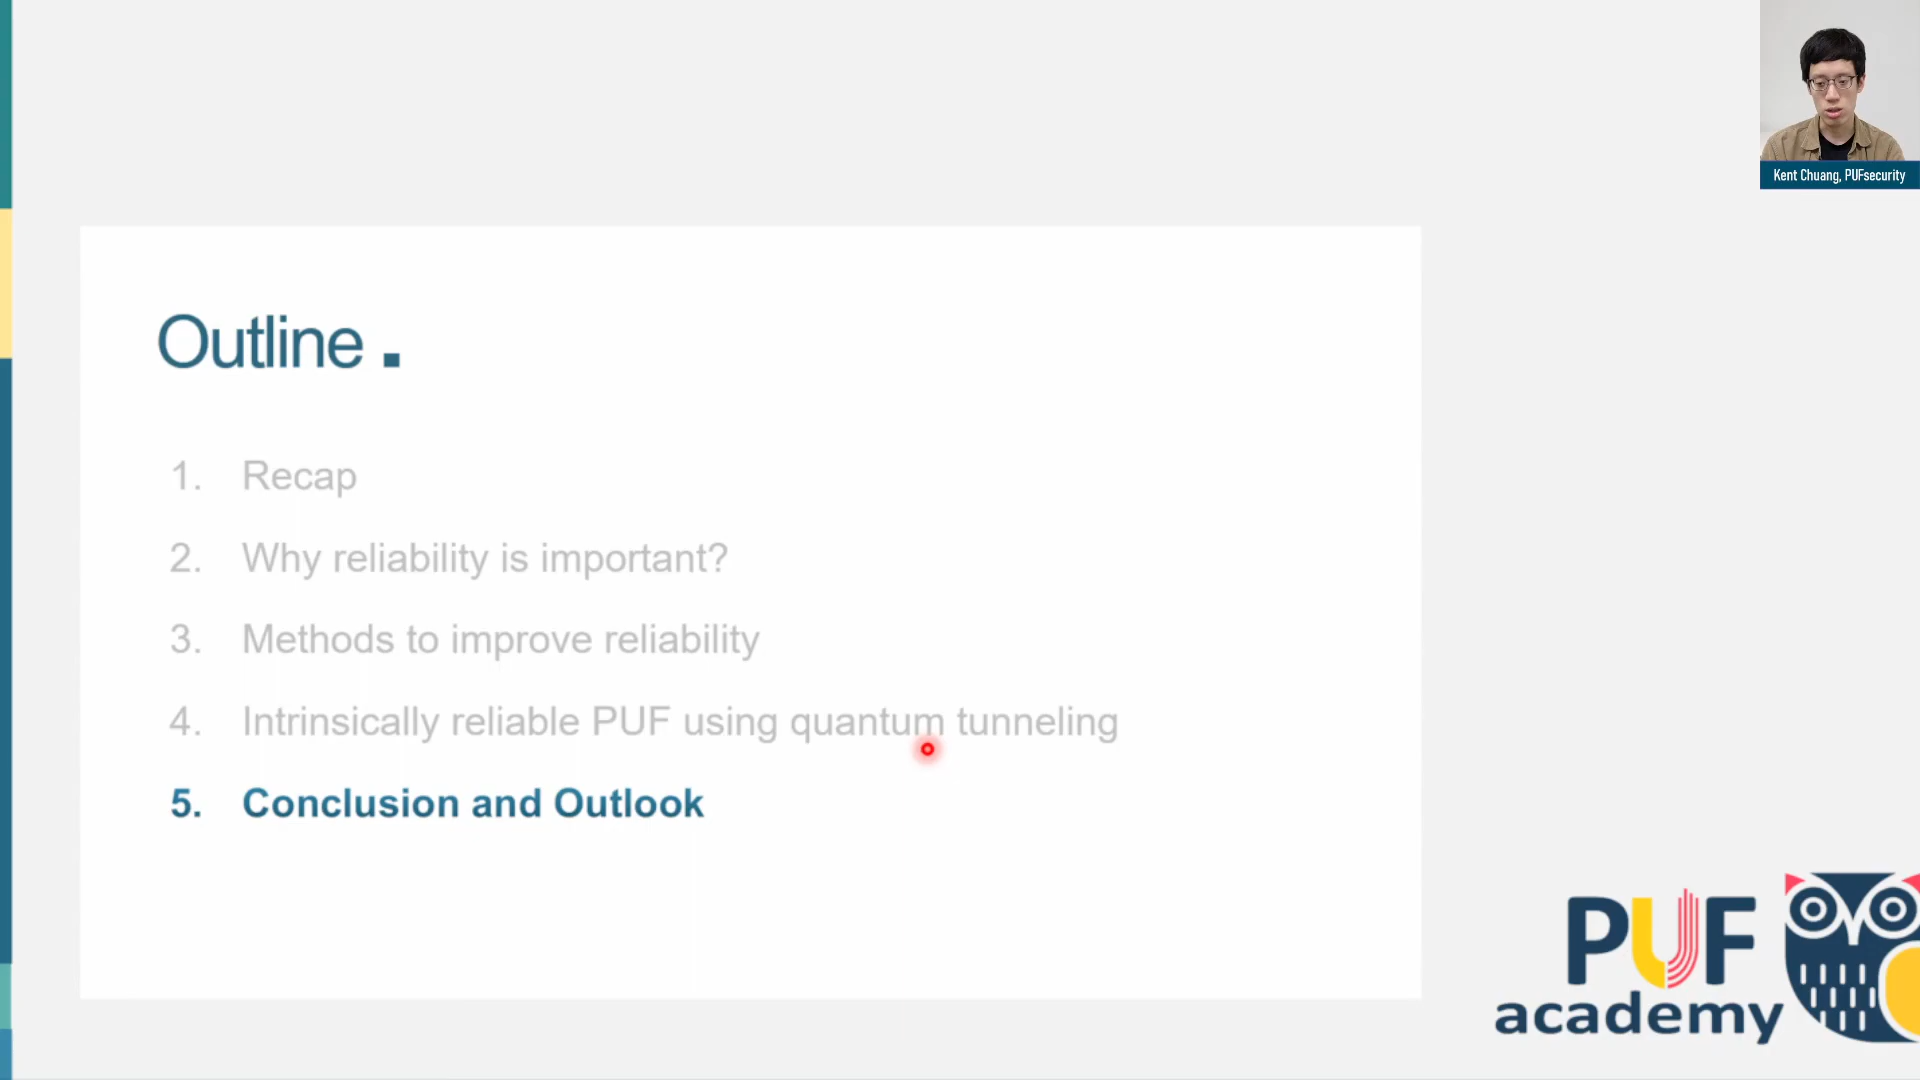 Kent Chuang, PUFsecurity
Outline .
1. Recap
2. Why reliability is important?
3. Methods to improve reliability
4. Intrinsically reliable PUF using quantum tunneling
5. Conclusion and Outlook
PUF
academy